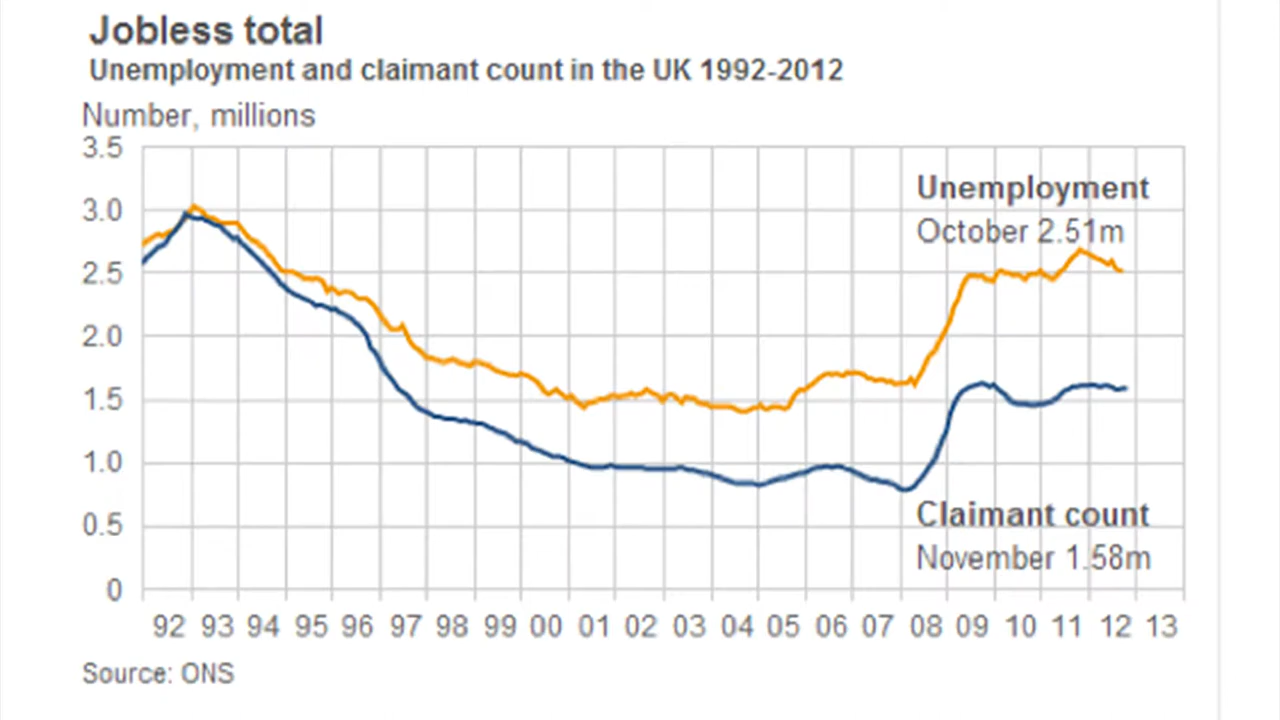 Jobless total
Unemployment and claimant count in the UK 1992-2012
Number, millions
3.5
3.0
2.5
2.0
1.5
1.0
0.5
0
Unemployment
October 2.51m
Claimant count
November 1.58m
92 93 94 95 96 97 98 99 00 01 02 03 04 05 06 07 08 09 10 11 12 13
Source: ONS